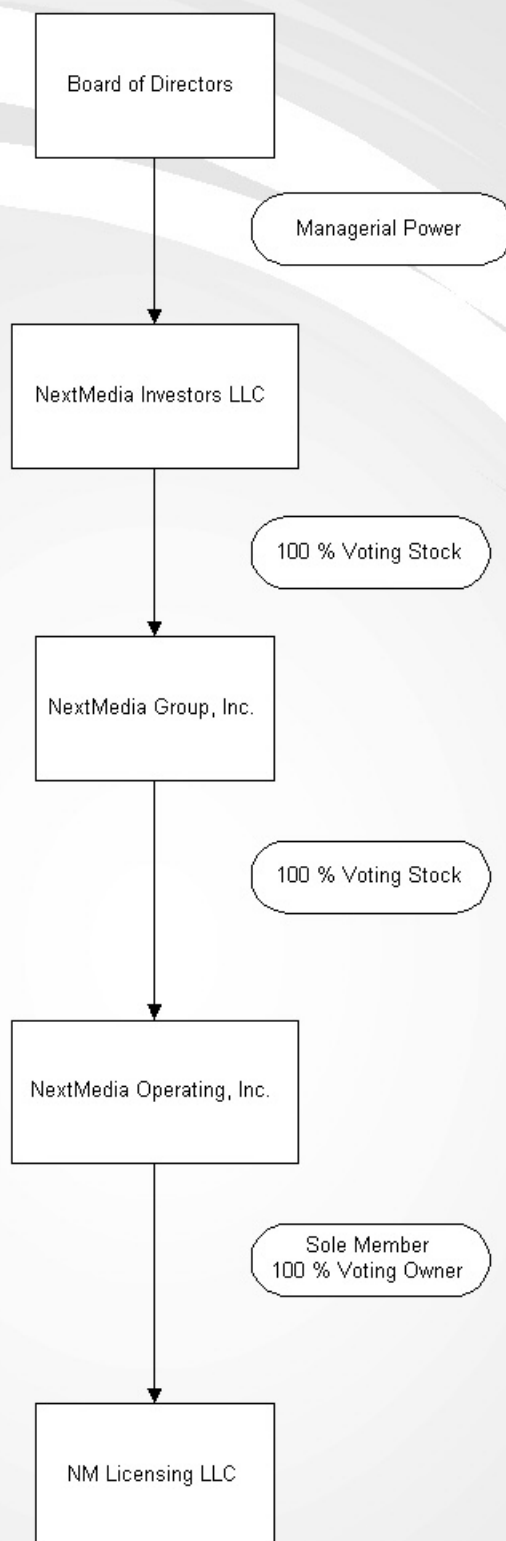 Board of Directors
Managerial Power
NextMedia Investors LLC
100 % Voting Stock
NextMedia Group, Inc.
100 % Voting Stock
NextMedia Operating, Inc.
Sole Member
100 % Voting Owner
NM Licensing LLC